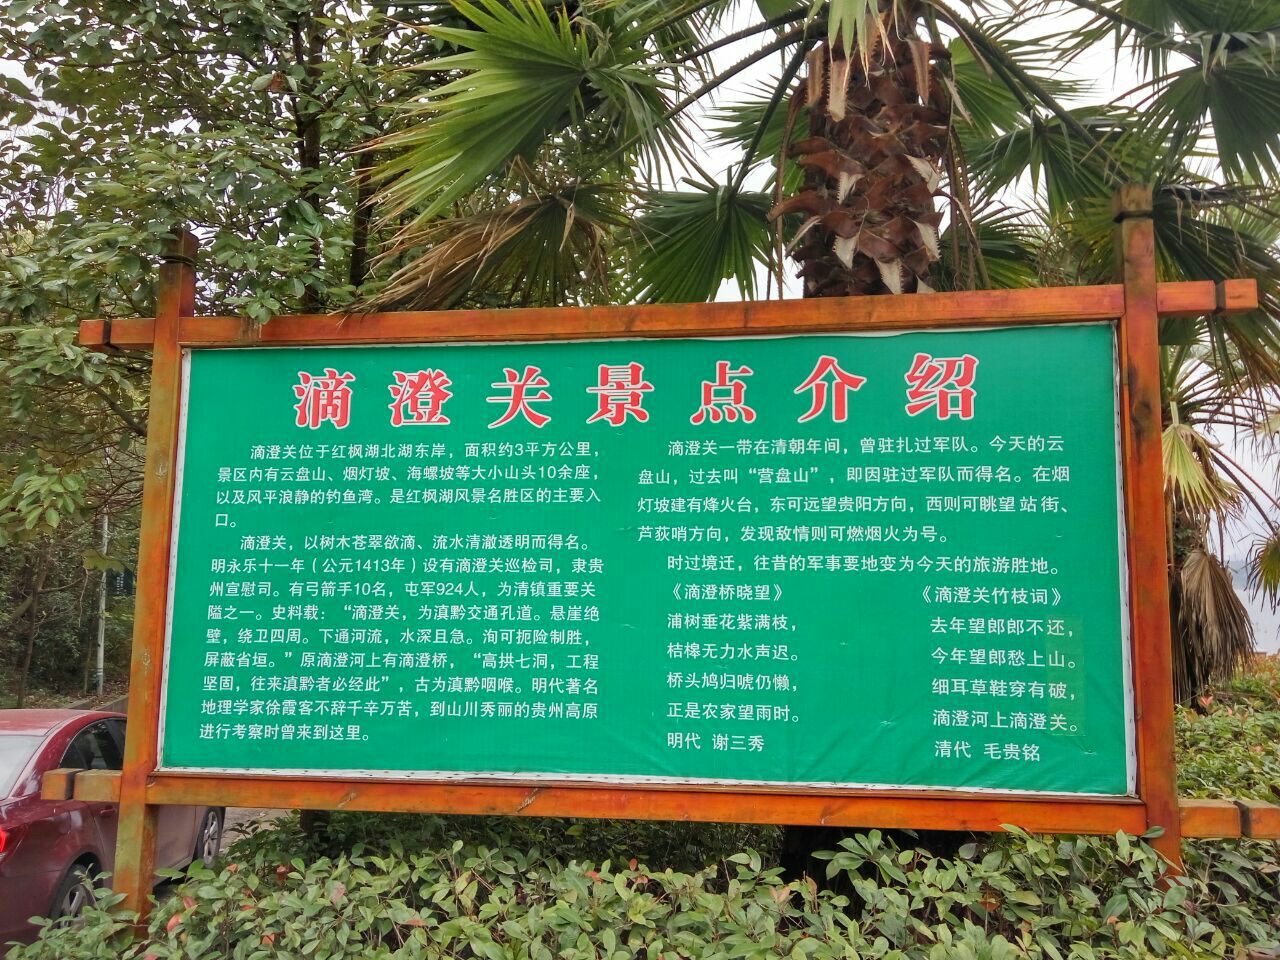 滴澄关景点介绍
滴澄关位于红枫湖北湖东岸，面积约3平方公里，
景区内有云盘山、烟灯坡、海螺坡等大小山头10余座，
以及风平浪静的钓鱼湾。是红枫湖风景名胜区的主要入
口。
滴澄关，以树木苍翠欲滴、流水清澈透明而得名。
明永乐十一年（公元1413年）设有滴澄关巡检司，隶贵
州宣慰司。有弓箭手10名，屯军924人，为清镇重要关
隘之一。史料载：“滴澄关，为滇黔交通孔道。悬崖绝
壁，绕卫四周。下通河流，水深且急。洵可扼险制胜，
屏蔽省垣。”原滴澄河上有滴澄桥，“高拱七洞，工程
坚固，往来滇黔者必经此”，古为滇黔咽喉。明代著名
地理学家徐霞客不辞千辛万苦，到山川秀丽的贵州高原
进行考察时曾来到这里。
滴澄关一带在清朝年间，曾驻扎过军队。今天的云
盘山，过去叫“营盘山”，即因驻过军队而得名。在烟
灯坡建有烽火台，东可远望贵阳方向，西则可眺望站街、
芦荻哨方向，发现敌情则可燃烟火为号。
时过境迁，往昔的军事要地变为今天的旅游胜地。
《滴澄桥晓望》
浦树垂花紫满枝，
桔槔无力水声迟。
桥头鸠归唬仍懒，
正是农家望雨时。
明代 谢三秀
《滴澄关竹枝词》
去年望郎郎不还，
今年望郎愁上山。
细耳草鞋穿有破，
滴澄河上滴澄关。
清代 毛贵铭